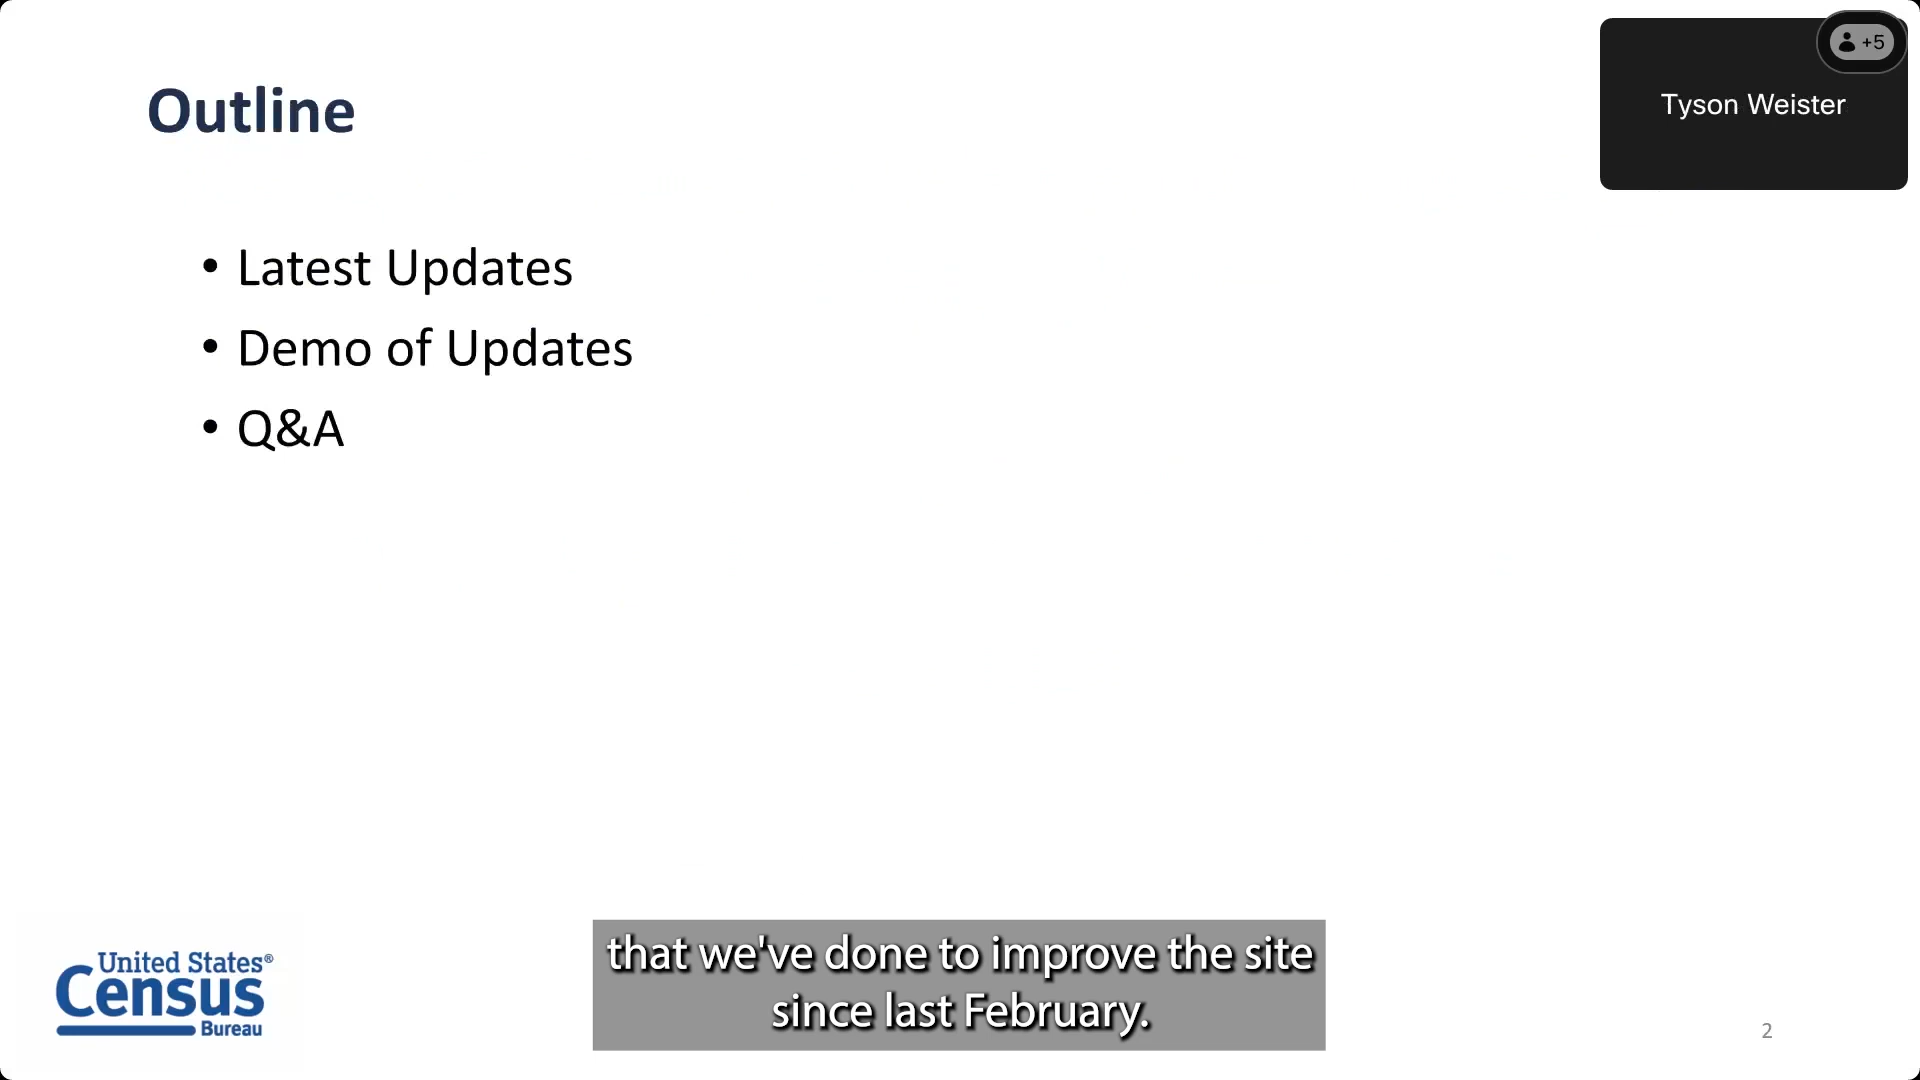 Outline
+5
Tyson Weister
• Latest Updates
• Demo of Updates
• Q&A
United States®
Census
Bureau
that we've done to improve the site
since last February.
2